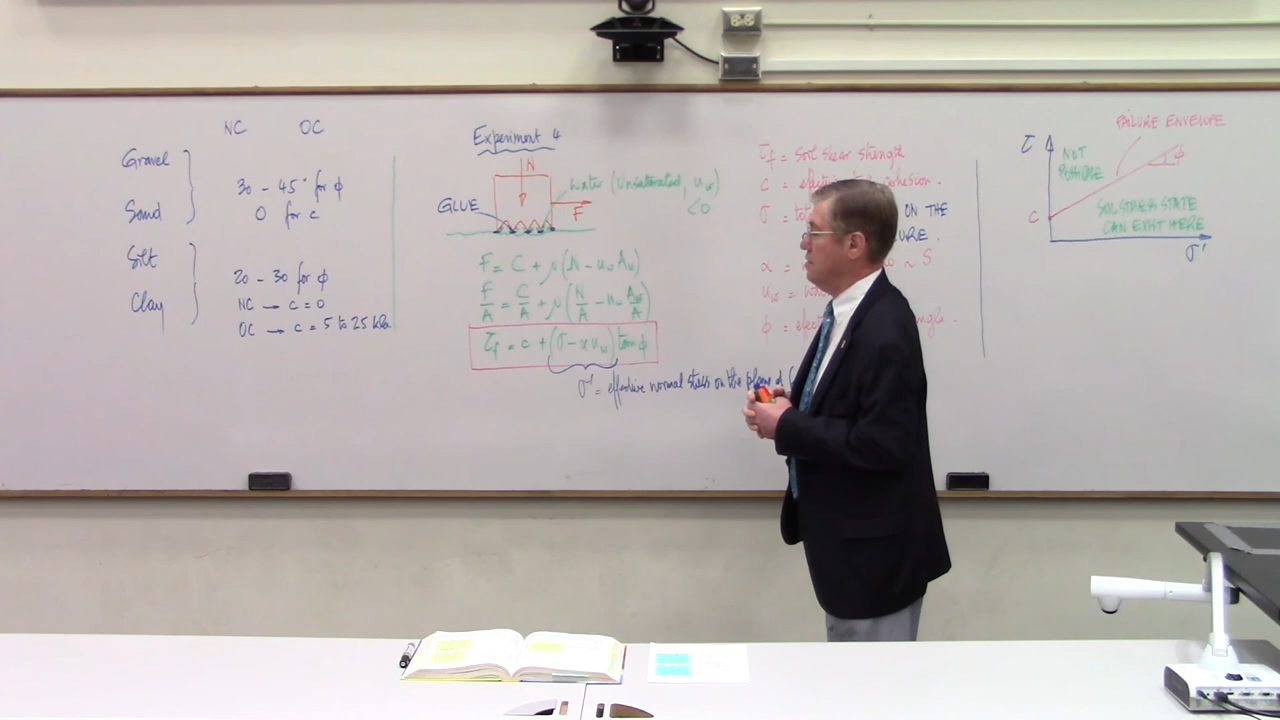 NC OC
Gravel
30 - 45° for ϕ
Sand
0 for c
Silt
20 - 30 for ϕ
Clay
NC → c = 0
OC → c = 5 to 25 kPa
Experiment 4
N
Water (Unsaturated, u_w) < 0
GLUE
F
F = C + μ(N - u_w A_w)
F/A = C/A + μ(N/A - u_w A_w/A)
τ_f = c + (σ - α u_w) tan ϕ
σ' = effective normal stress on the plane of
τ_f = soil shear strength
c = cohesion.
σ = ON THE
URE.
α = ~ S
u_w =
ϕ = angle.
FAILURE ENVELOPE
τ
NOT
POSSIBLE
ϕ
SOIL STRESS STATE
CAN EXIST HERE
c
σ'